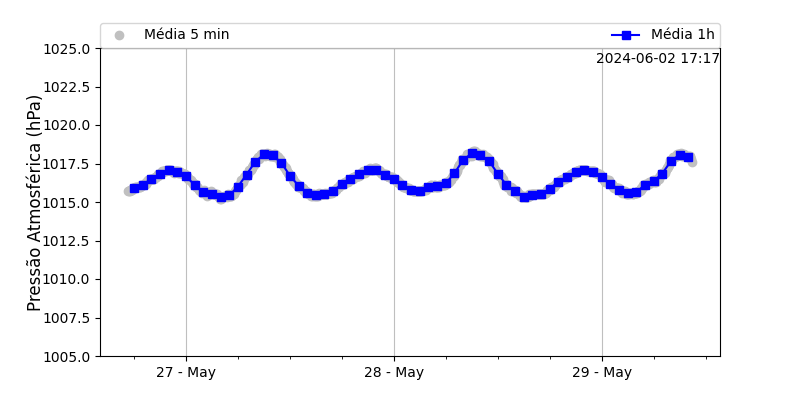 Média 5 min
Média 1h
2024-06-02 17:17
Pressão Atmosférica (hPa)
1025.0
1022.5
1020.0
1017.5
1015.0
1012.5
1010.0
1007.5
1005.0
27 - May
28 - May
29 - May